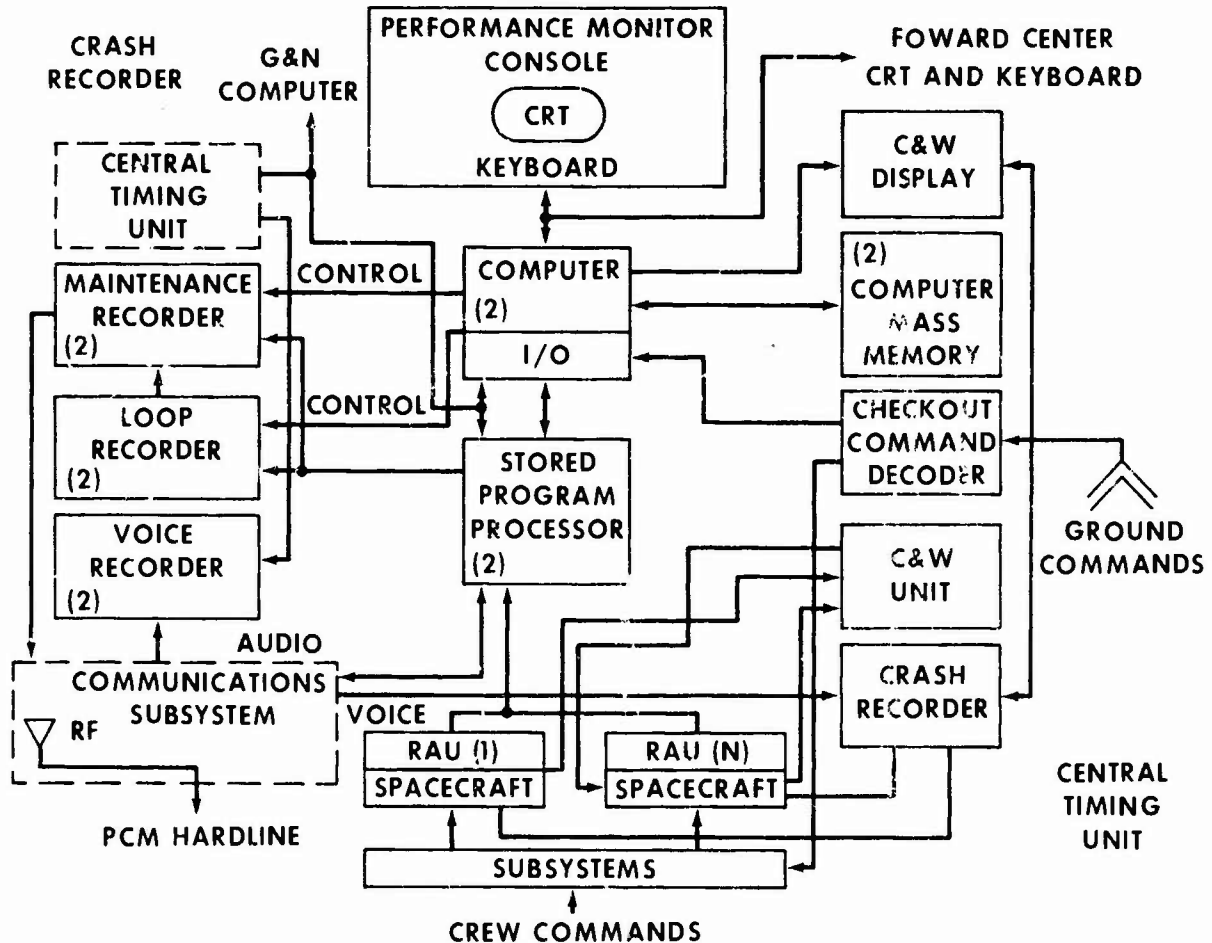 CRASH
RECORDER
G&N
COMPUTER
PERFORMANCE MONITOR
CONSOLE
CRT
KEYBOARD
FOWARD CENTER
CRT AND KEYBOARD
CENTRAL
TIMING
UNIT
C&W
DISPLAY
MAINTENANCE
RECORDER
(2)
CONTROL
COMPUTER
(2)
I/O
(2)
COMPUTER
MASS
MEMORY
LOOP
RECORDER
(2)
CONTROL
STORED
PROGRAM
PROCESSOR
(2)
CHECKOUT
COMMAND
DECODER
GROUND
COMMANDS
VOICE
RECORDER
(2)
C&W
UNIT
AUDIO
COMMUNICATIONS
SUBSYSTEM
RF
VOICE
CRASH
RECORDER
RAU (1)
SPACECRAFT
RAU (N)
SPACECRAFT
CENTRAL
TIMING
UNIT
PCM HARDLINE
SUBSYSTEMS
CREW COMMANDS